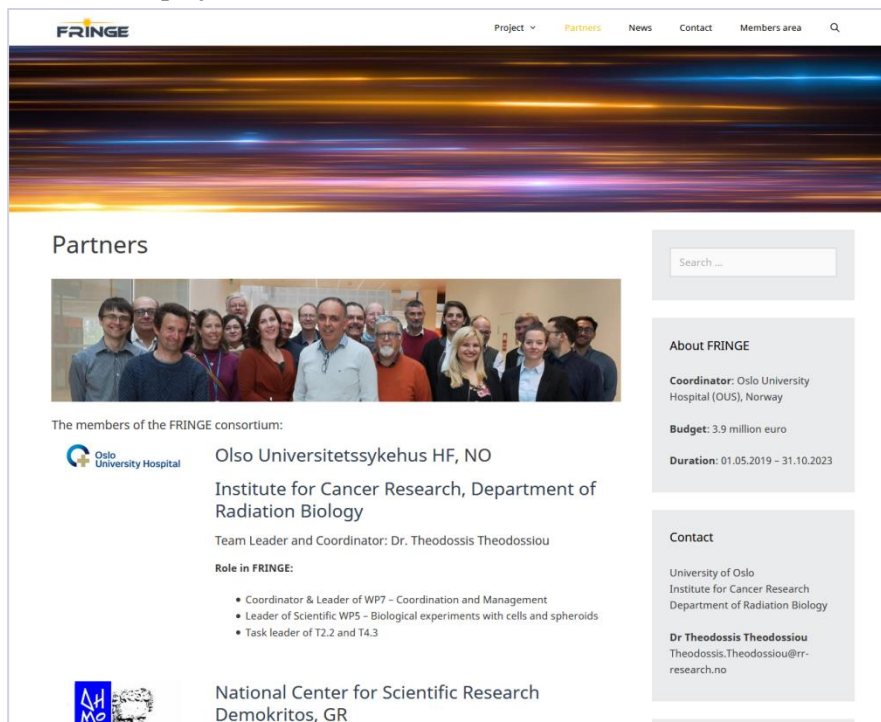 FRINGE
Project
Partners
News
Contact
Members area
Partners
The members of the FRINGE consortium:
Oslo
University Hospital
Olso Universitetssykehus HF, NO
Institute for Cancer Research, Department of
Radiation Biology
Team Leader and Coordinator: Dr. Theodossis Theodossiou
Role in FRINGE:
Coordinator & Leader of WP7 – Coordination and Management
Leader of Scientific WP5 – Biological experiments with cells and spheroids
Task leader of T2.2 and T4.3
National Center for Scientific Research
Demokritos, GR
Search ...
About FRINGE
Coordinator: Oslo University
Hospital (OUS), Norway
Budget: 3.9 million euro
Duration: 01.05.2019 – 31.10.2023
Contact
University of Oslo
Institute for Cancer Research
Department of Radiation Biology
Dr Theodossis Theodossiou
Theodossis.Theodossiou@rr-
research.no